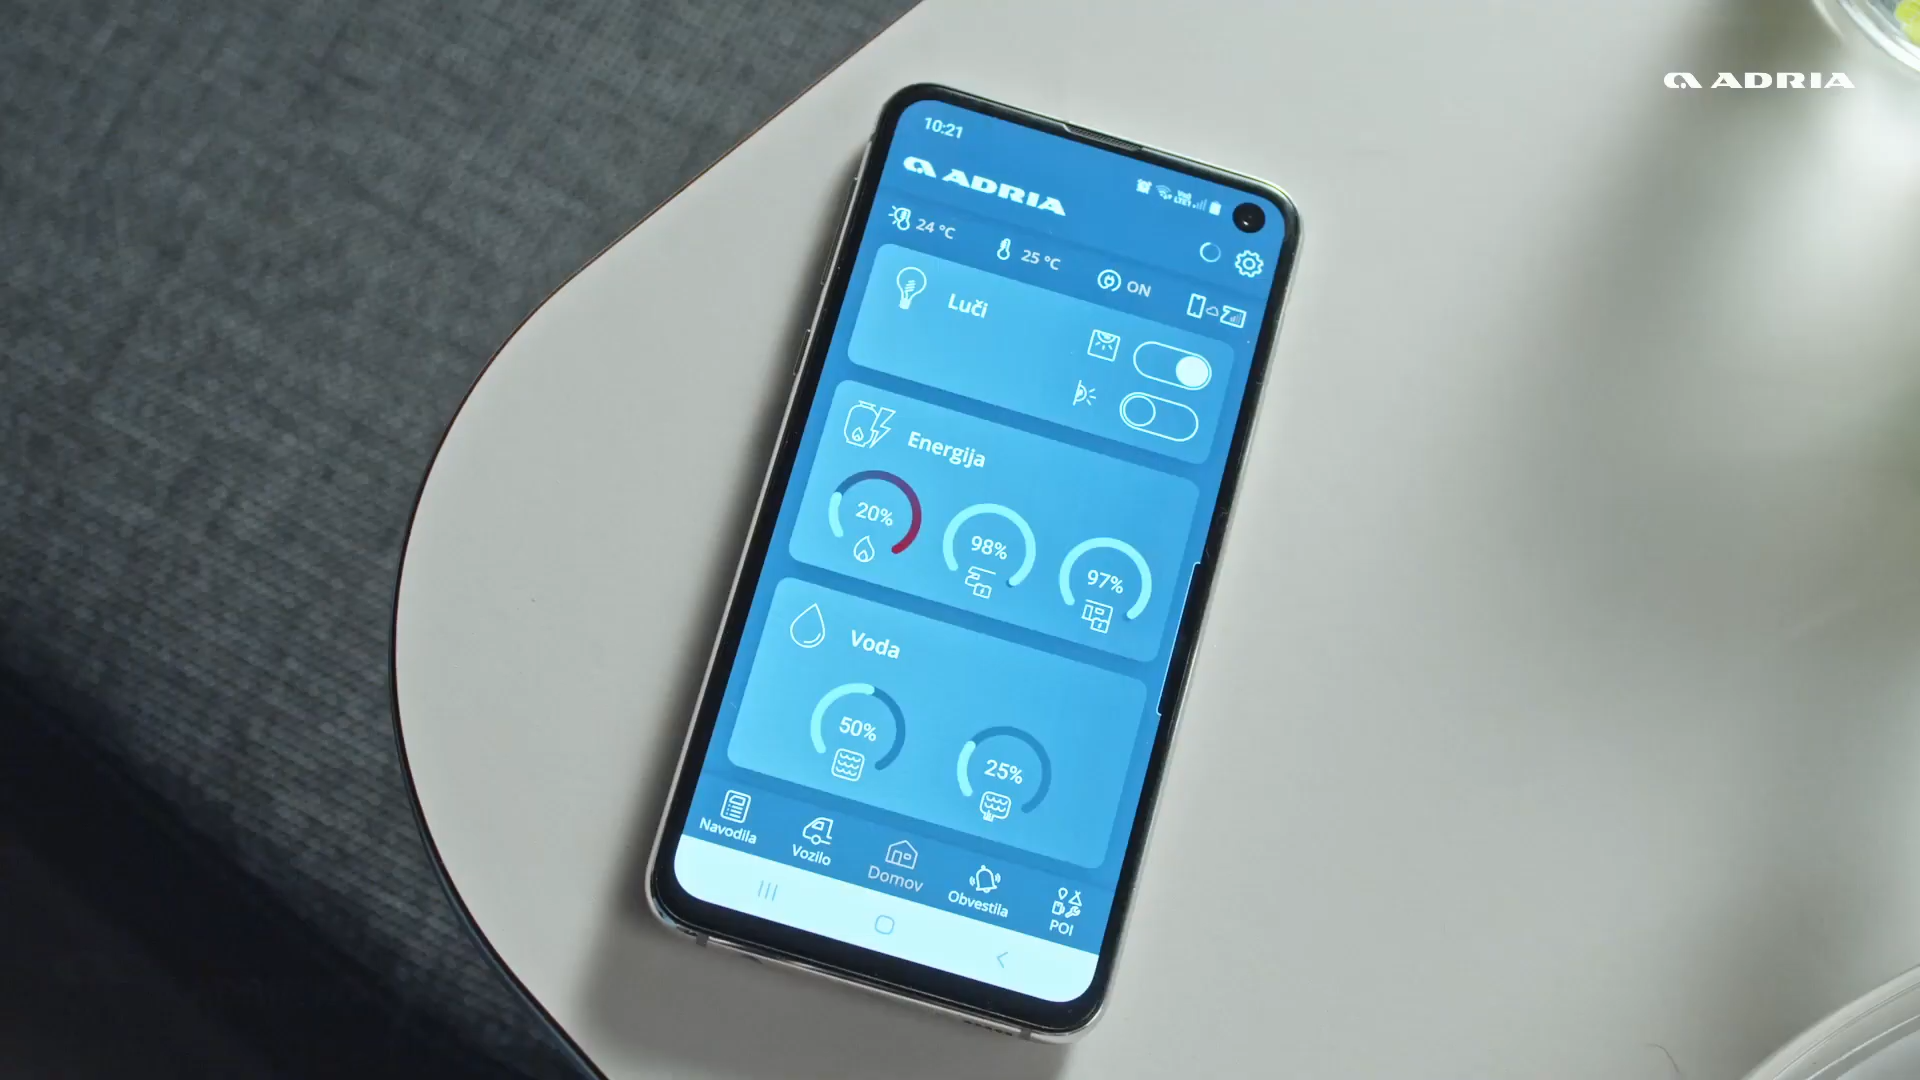 ADRIA
10:21
ADRIA
24 °C
25 °C
ON
Luči
Energija
20%
98%
97%
Voda
50%
25%
Navodila
Vozilo
Domov
Obvestila
POI